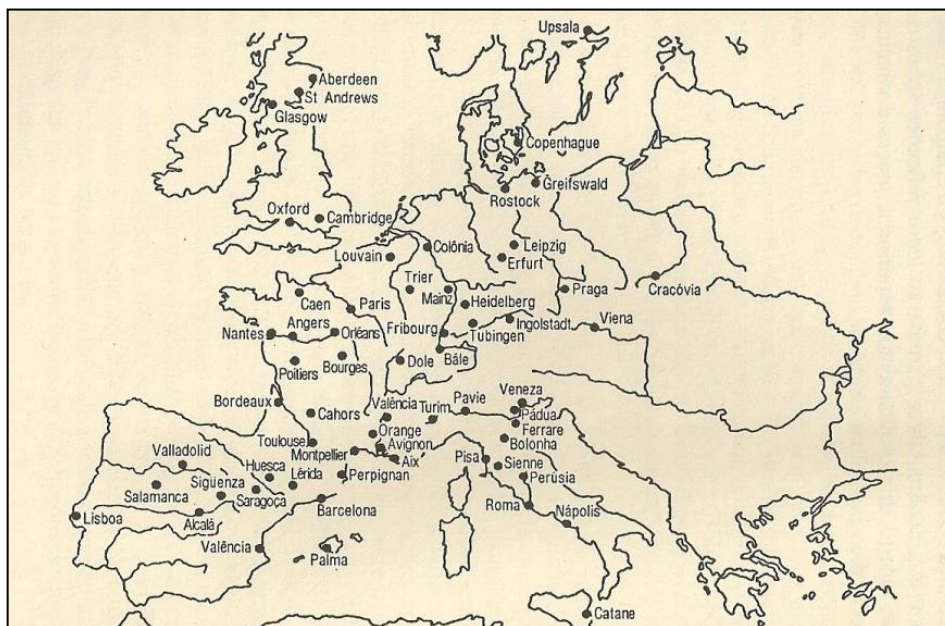 Upsala
Aberdeen
St Andrews
Glasgow
Copenhague
Greifswald
Rostock
Oxford
Cambridge
Leipzig
Louvain
Colônia
Erfurt
Trier
Mainz
Praga
Cracóvia
Caen
Paris
Heidelberg
Nantes
Angers
Orléans
Fribourg
Tubingen
Ingolstadt
Viena
Poitiers
Bourges
Dole
Bâle
Bordeaux
Cahors
València
Turim
Pavie
Veneza
Pádua
Ferrare
Orange
Toulouse
Avignon
Bolonha
Montpellier
Aix
Valladolid
Huesca
Lérida
Perpignan
Pisa
Sienne
Perúsia
Sigüenza
Salamanca
Saragoça
Barcelona
Roma
Nápolis
Lisboa
Alcalá
València
Palma
Catane